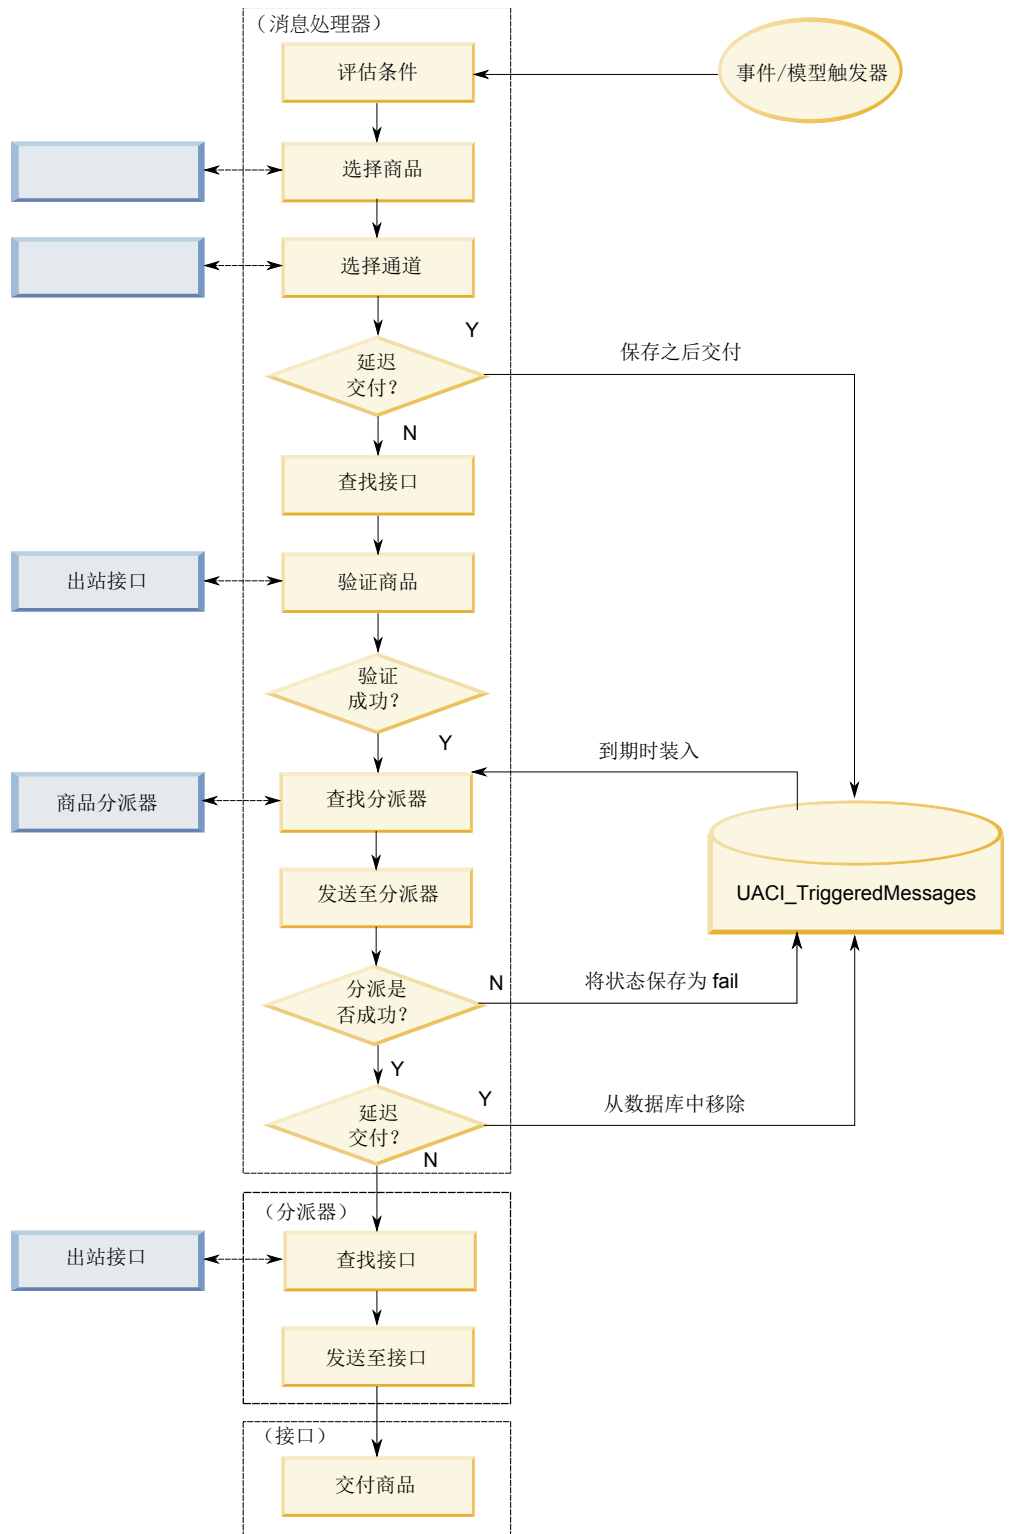 （消息处理器）
评估条件
事件/模型触发器
选择商品
选择通道
Y
延迟
交付？
保存之后交付
N
查找接口
出站接口
验证商品
验证
成功？
Y
到期时装入
商品分派器
查找分派器
发送至分派器
UACI_TriggeredMessages
分派是
否成功？
N
将状态保存为 fail
Y
延迟
交付？
Y
从数据库中移除
N
（分派器）
出站接口
查找接口
发送至接口
（接口）
交付商品